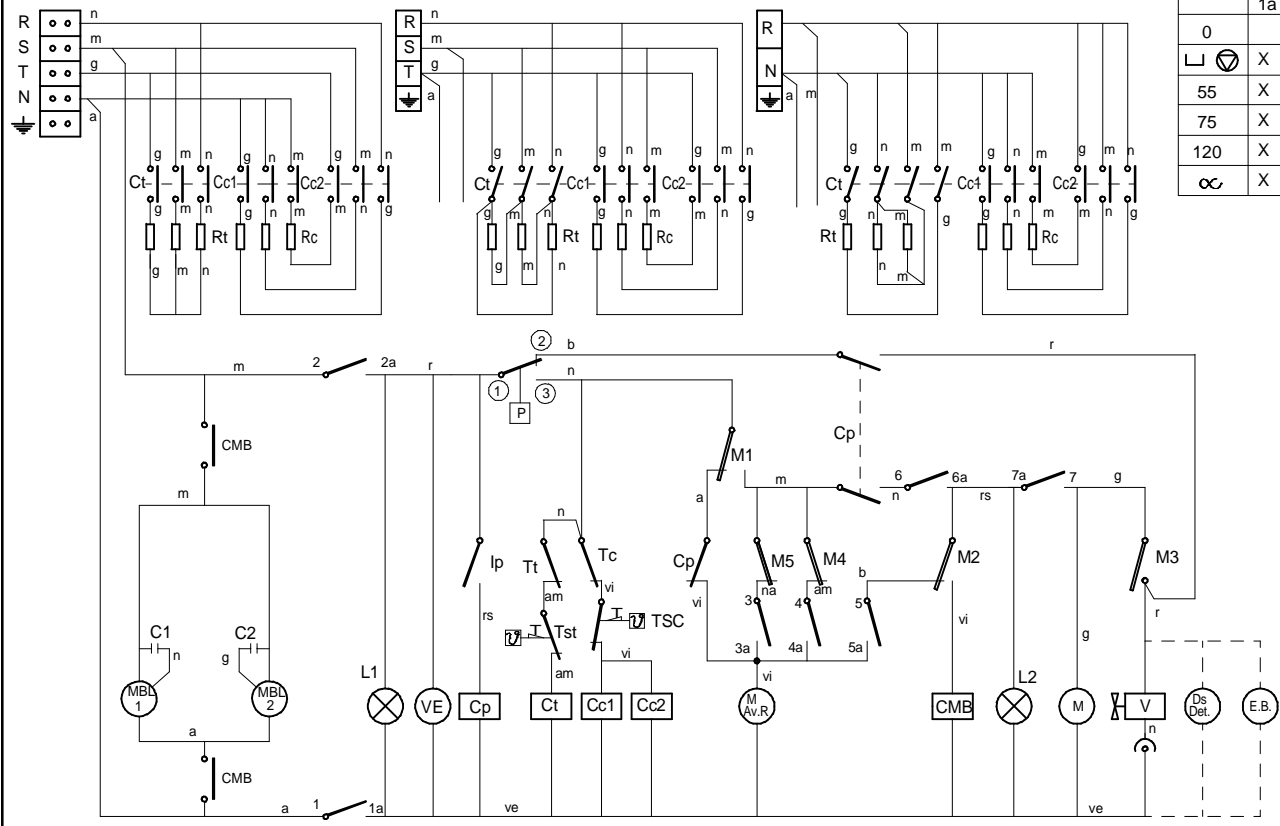 R n
S m
T g
N
a
R n
S m
T g
a
R
N
a m
1a
0
X
55 X
75 X
120 X
∝ X
g m n g n m g m n
Ct Cc1 Cc2
m n g
Rt Rc
g m n
g m n g n m g m n
Ct Cc1 Cc2
g m n m n g
Rt Rc
g m n
g n m m g n m g m n
Ct Cc1 Cc2
g n m g m n g
Rt Rc
n m
m 2 2a r 1 2 b r
3 n
P
CMB
Cp
M1
m
a
m
6 n 6a rs 7a 7 g
n
Ip Tt Tc Cp M5 M4 M2 M3
am vi vi na am b vi r
rs
Tst TSC
3 4 5
am vi 3a 4a 5a
vi
g
C1 n g C2
L1 L2
MBL 1 MBL 2
VE Cp Ct Cc1 Cc2 M Av.R CMB M V Ds Det. E.B.
n
a
CMB
a 1 1a ve ve